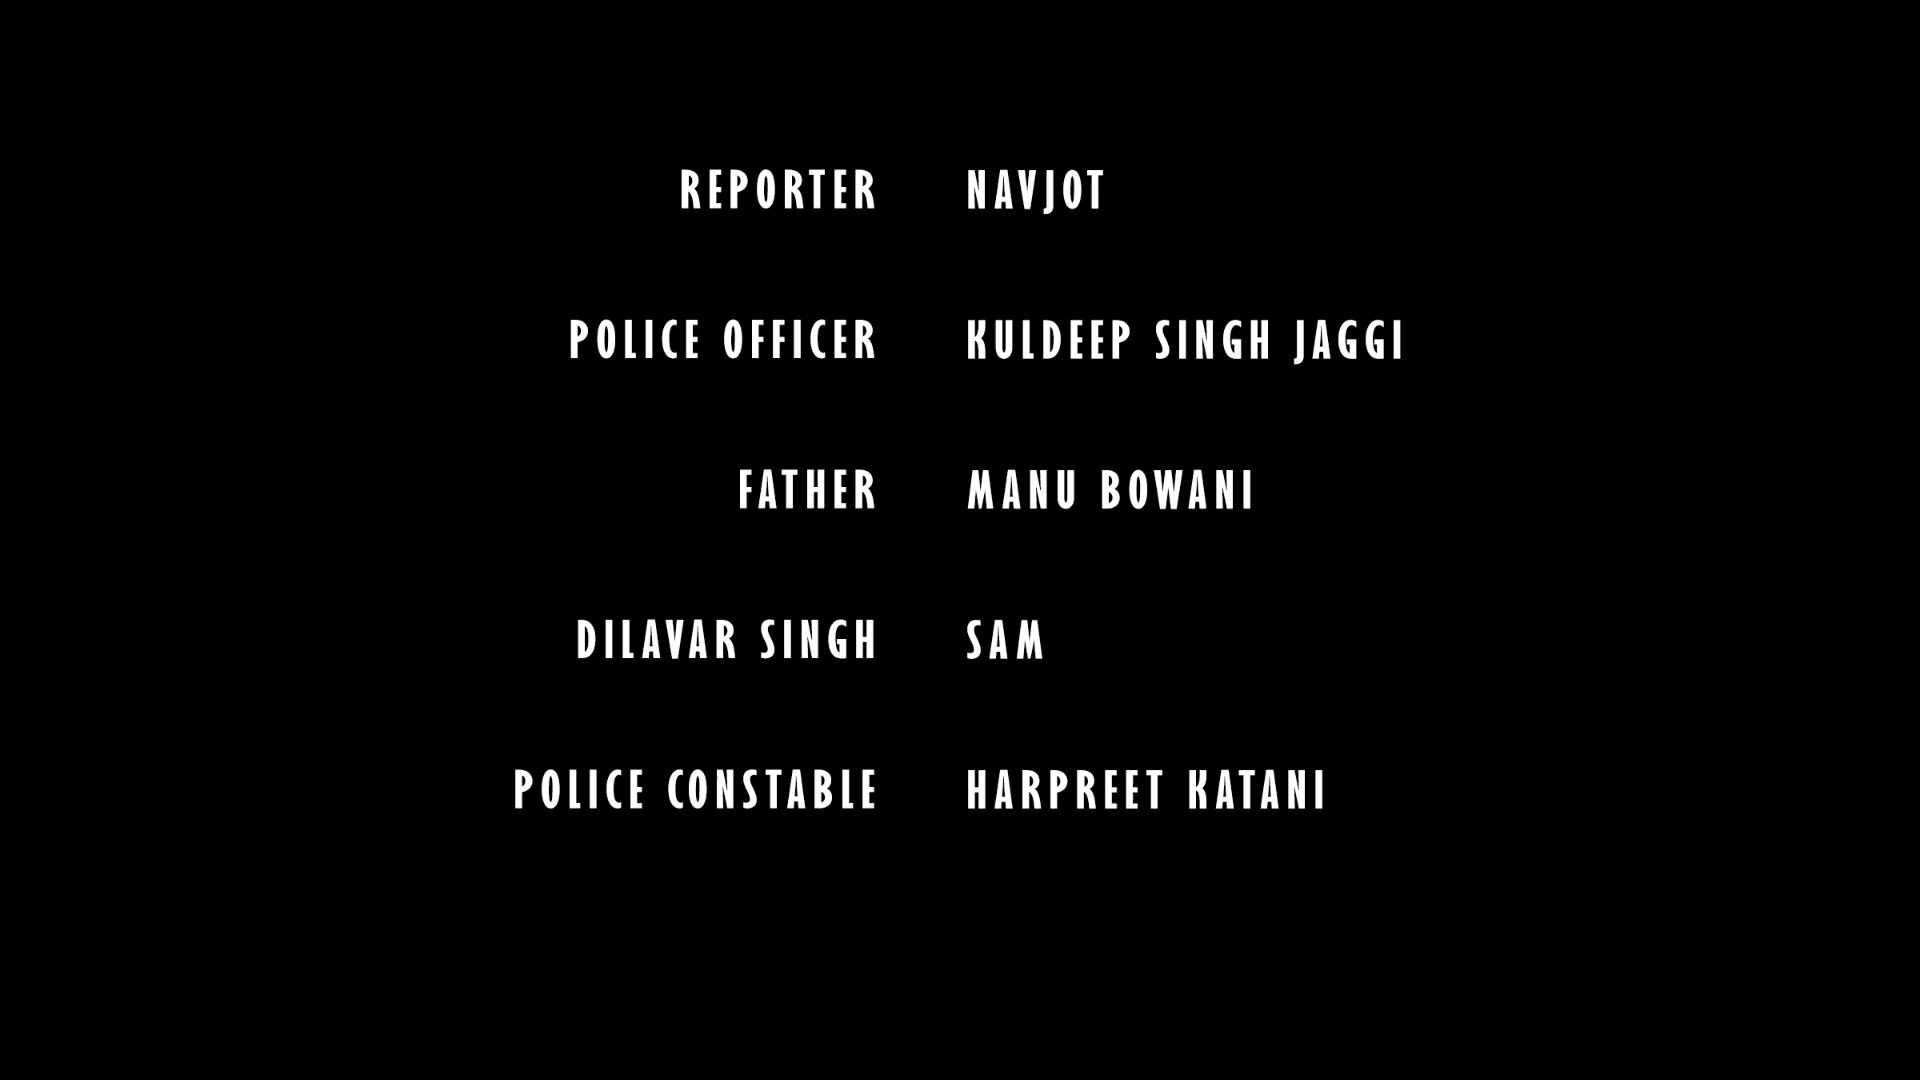 REPORTER NAVJOT
POLICE OFFICER KULDEEP SINGH JAGGI
FATHER MANU BOWANI
DILAVAR SINGH SAM
POLICE CONSTABLE HARPREET KATANI